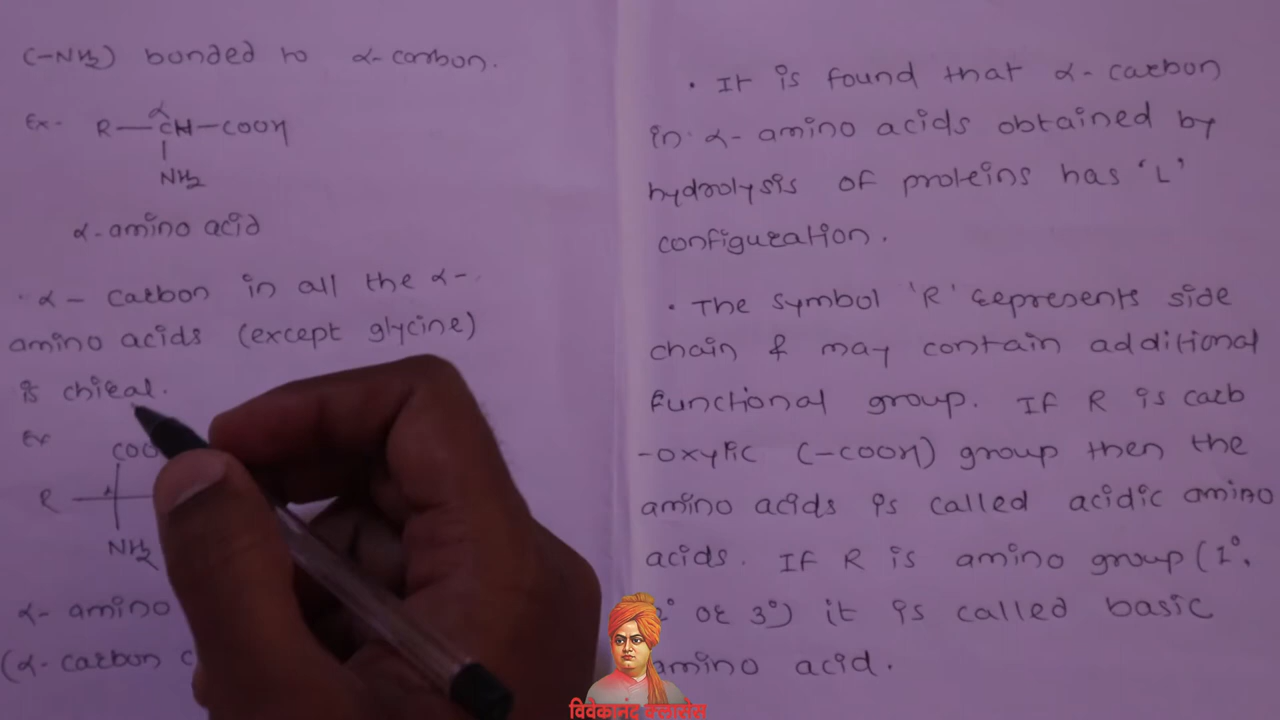 (-NH₂) bonded to α-carbon.
Ex- R—CH—COOH
α
NH₂
α-amino acid
· α- carbon in all the α-
amino acids (except glycine)
is chiral.
Ex
COO
R
NH₂
α- amino
(α-carbon c
· It is found that α-carbon
in α-amino acids obtained by
hydrolysis of proteins has 'L'
configuration.
· The symbol 'R' represents side
chain & may contain additional
functional group. If R is carb
-oxylic (-COOH) group then the
amino acids is called acidic amino
acids. If R is amino group (1°,
2° or 3°) it is called basic
amino acid.
विवेकानंद क्लासेस